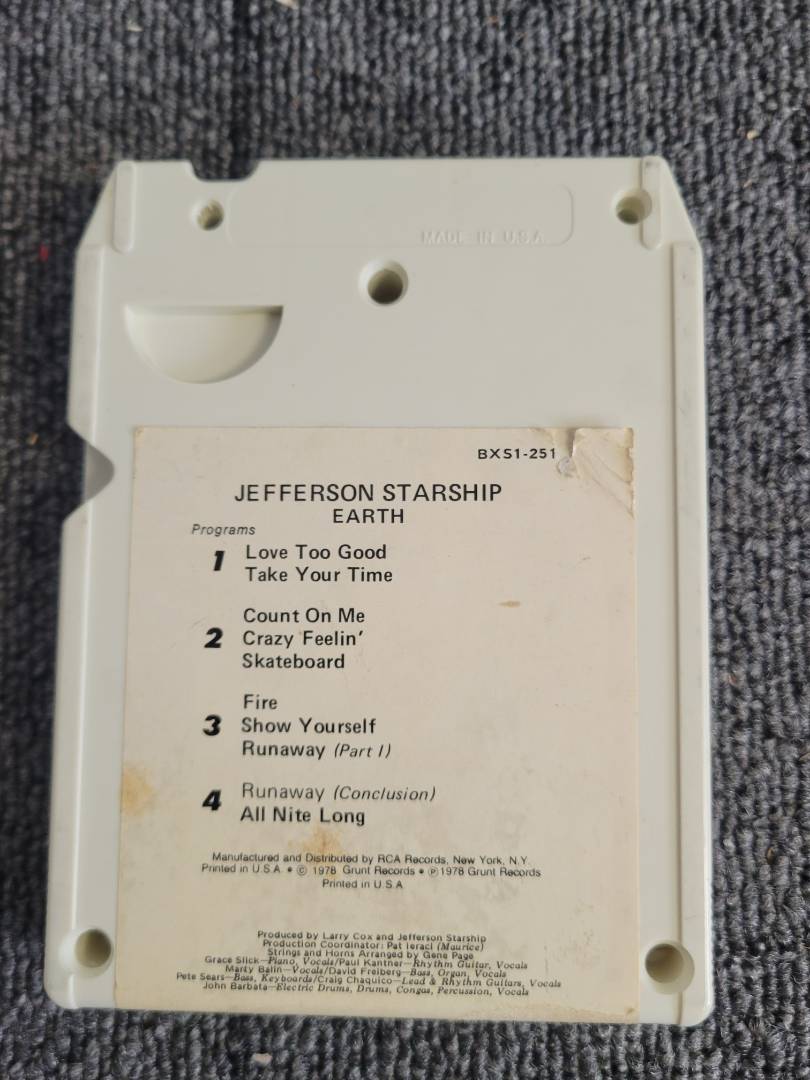 MADE IN U.S.A.
BXS1-251
JEFFERSON STARSHIP
EARTH
Programs
1 Love Too Good
Take Your Time
2 Count On Me
Crazy Feelin'
Skateboard
3 Fire
Show Yourself
Runaway (Part I)
4 Runaway (Conclusion)
All Nite Long
Manufactured and Distributed by RCA Records, New York, N.Y.
Printed in U.S.A. • © 1978 Grunt Records • ℗ 1978 Grunt Records
Printed in U.S.A
Produced by Larry Cox and Jefferson Starship
Production Coordinator: Pat Ieraci (Maurice)
Strings and Horns Arranged by Gene Page
Grace Slick—Piano, Vocals/Paul Kantner—Rhythm Guitar, Vocals
Marty Balin—Vocals/David Freiberg—Bass, Organ, Vocals
Pete Sears—Bass, Keyboards/Craig Chaquico—Lead & Rhythm Guitars, Vocals
John Barbata—Electric Drums, Drums, Congas, Percussion, Vocals